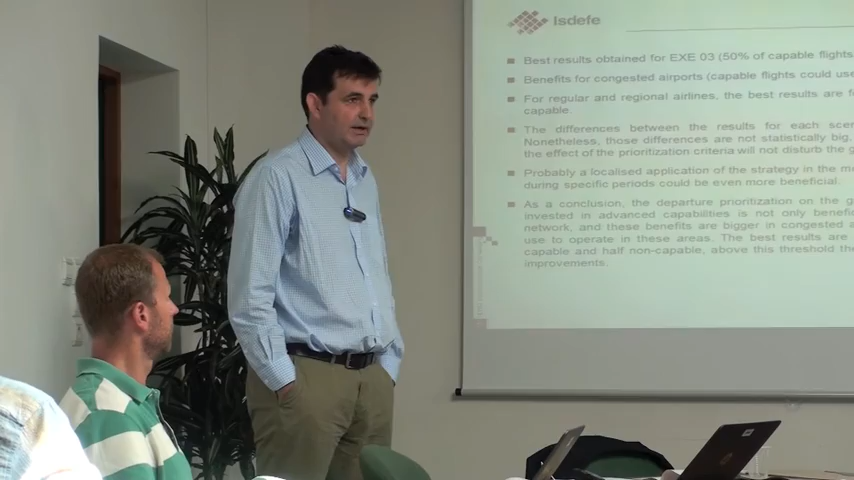 Isdefe
Best results obtained for EXE 03 (50% of capable flights
Benefits for congested airports (capable flights could use
For regular and regional airlines, the best results are
capable.
The differences between the results for each
Nonetheless, those differences are not statistically big,
the effect of the prioritization criteria will not disturb the
Probably a localised application of the strategy in the
during specific periods could be even more beneficial.
As a conclusion, the departure prioritization on the
invested in advanced capabilities is not only
network, and these benefits are bigger in congested
use to operate in these areas. The best results are
capable and half non-capable, above this threshold
improvements.